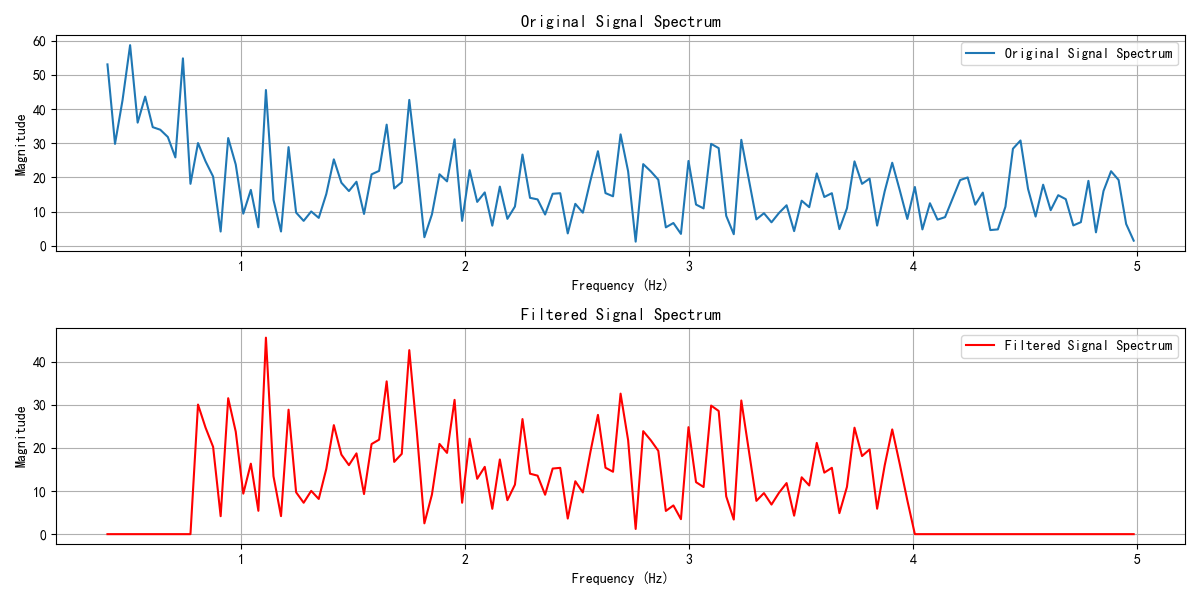 Original Signal Spectrum
60
50
40
30
20
10
0
Magnitude
Original Signal Spectrum
1
2
3
4
5
Frequency (Hz)
Filtered Signal Spectrum
40
30
20
10
0
Magnitude
Filtered Signal Spectrum
1
2
3
4
5
Frequency (Hz)